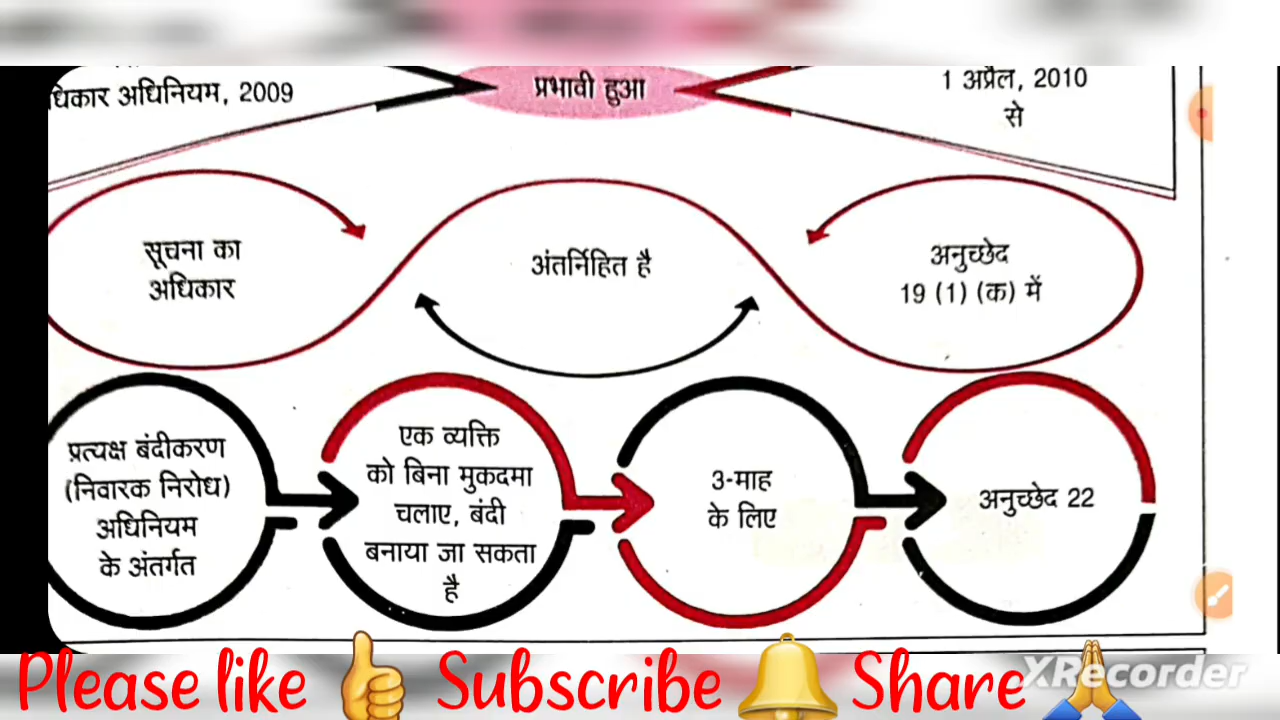 धिकार अधिनियम, 2009
प्रभावी हुआ
1 अप्रैल, 2010
से
सूचना का
अधिकार
अंतर्निहित है
अनुच्छेद
19 (1) (क) में
प्रत्यक्ष बंदीकरण
(निवारक निरोध)
अधिनियम
के अंतर्गत
एक व्यक्ति
को बिना मुकदमा
चलाए, बंदी
बनाया जा सकता
है
3-माह
के लिए
अनुच्छेद 22
Please like Subscribe Share
XRecorder